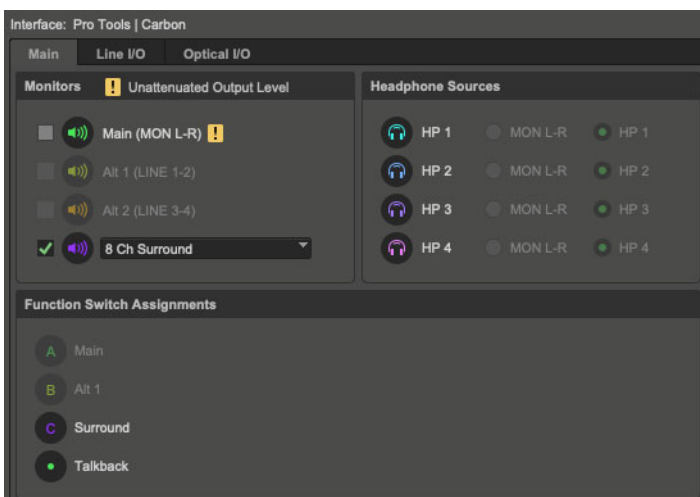 Interface: Pro Tools | Carbon
Main Line I/O Optical I/O
Monitors ! Unattenuated Output Level
Main (MON L-R) !
Alt 1 (LINE 1-2)
Alt 2 (LINE 3-4)
8 Ch Surround
Headphone Sources
HP 1 MON L-R HP 1
HP 2 MON L-R HP 2
HP 3 MON L-R HP 3
HP 4 MON L-R HP 4
Function Switch Assignments
A Main
B Alt 1
C Surround
Talkback